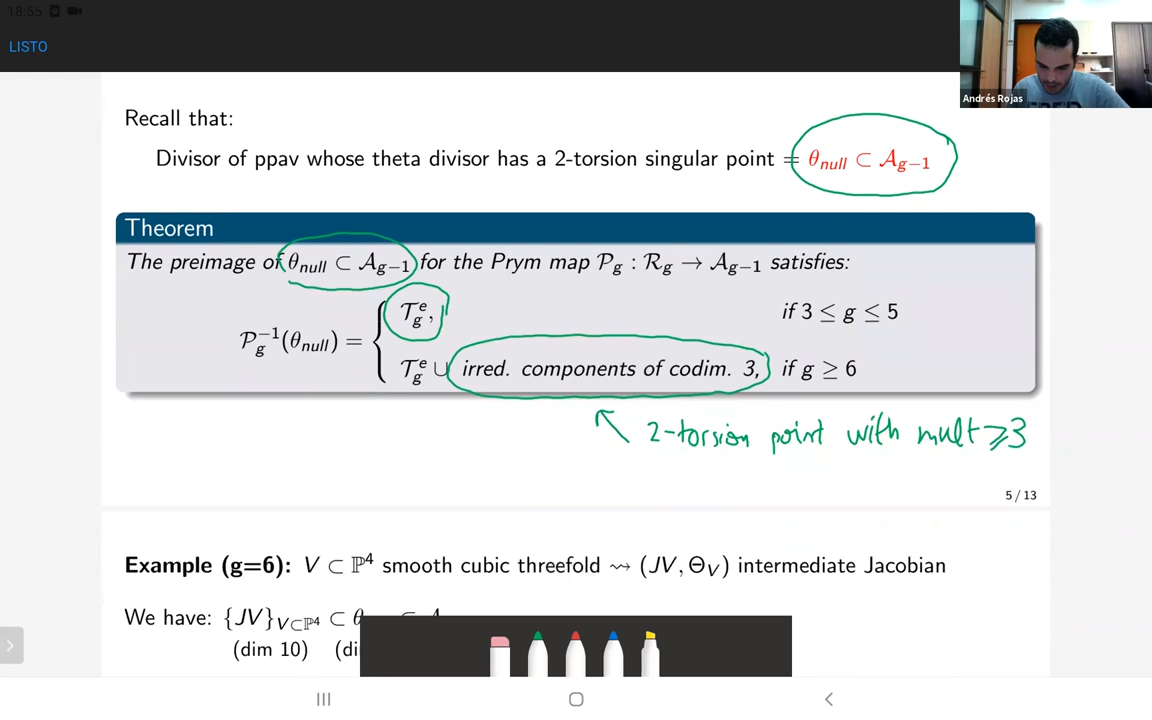 18:55
LISTO
Andrés Rojas
Recall that:
Divisor of ppav whose theta divisor has a 2-torsion singular point = θ_null ⊂ A_{g−1}
Theorem
The preimage of θ_null ⊂ A_{g−1} for the Prym map P_g : R_g → A_{g−1} satisfies:
T_g^e, if 3 ≤ g ≤ 5
P_g^{-1}(θ_null) = {
T_g^e ∪ irred. components of codim. 3, if g ≥ 6
2-torsion point with mult ⩾ 3
5 / 13
Example (g=6): V ⊂ ℙ⁴ smooth cubic threefold ⇝ (JV, Θ_V) intermediate Jacobian
We have: {JV}_{V⊂ℙ⁴} ⊂ θ
(dim 10) (di